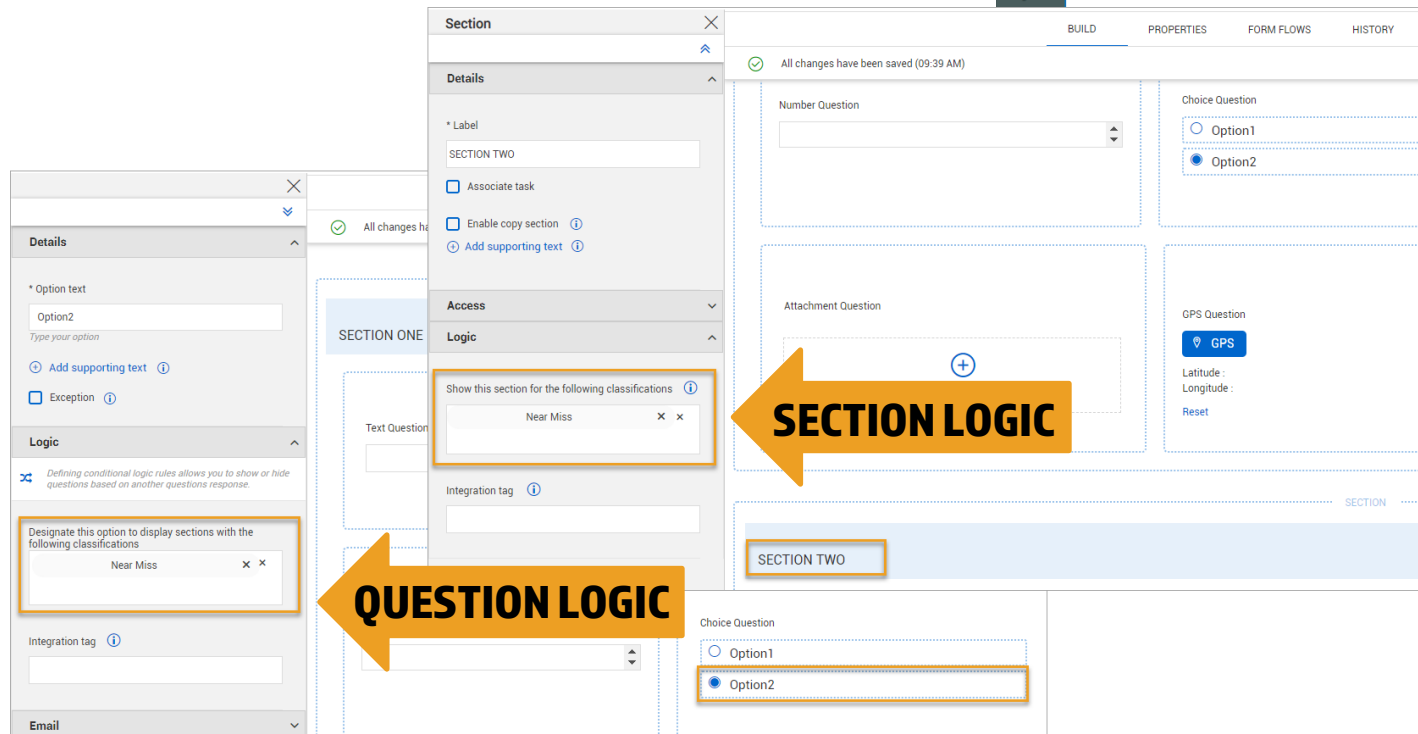 Section
Details
* Label
SECTION TWO
Associate task
Enable copy section
Add supporting text
Access
Logic
Show this section for the following classifications
Near Miss
Integration tag
BUILD
PROPERTIES
FORM FLOWS
HISTORY
All changes have been saved (09:39 AM)
Number Question
Choice Question
Option1
Option2
Attachment Question
GPS Question
GPS
Latitude :
Longitude :
Reset
SECTION LOGIC
SECTION
SECTION TWO
Details
* Option text
Option2
Type your option
Add supporting text
Exception
Logic
Defining conditional logic rules allows you to show or hide
questions based on another questions response.
Designate this option to display sections with the
following classifications
Near Miss
Integration tag
Email
All changes ha
SECTION ONE
Text Question
QUESTION LOGIC
Choice Question
Option1
Option2